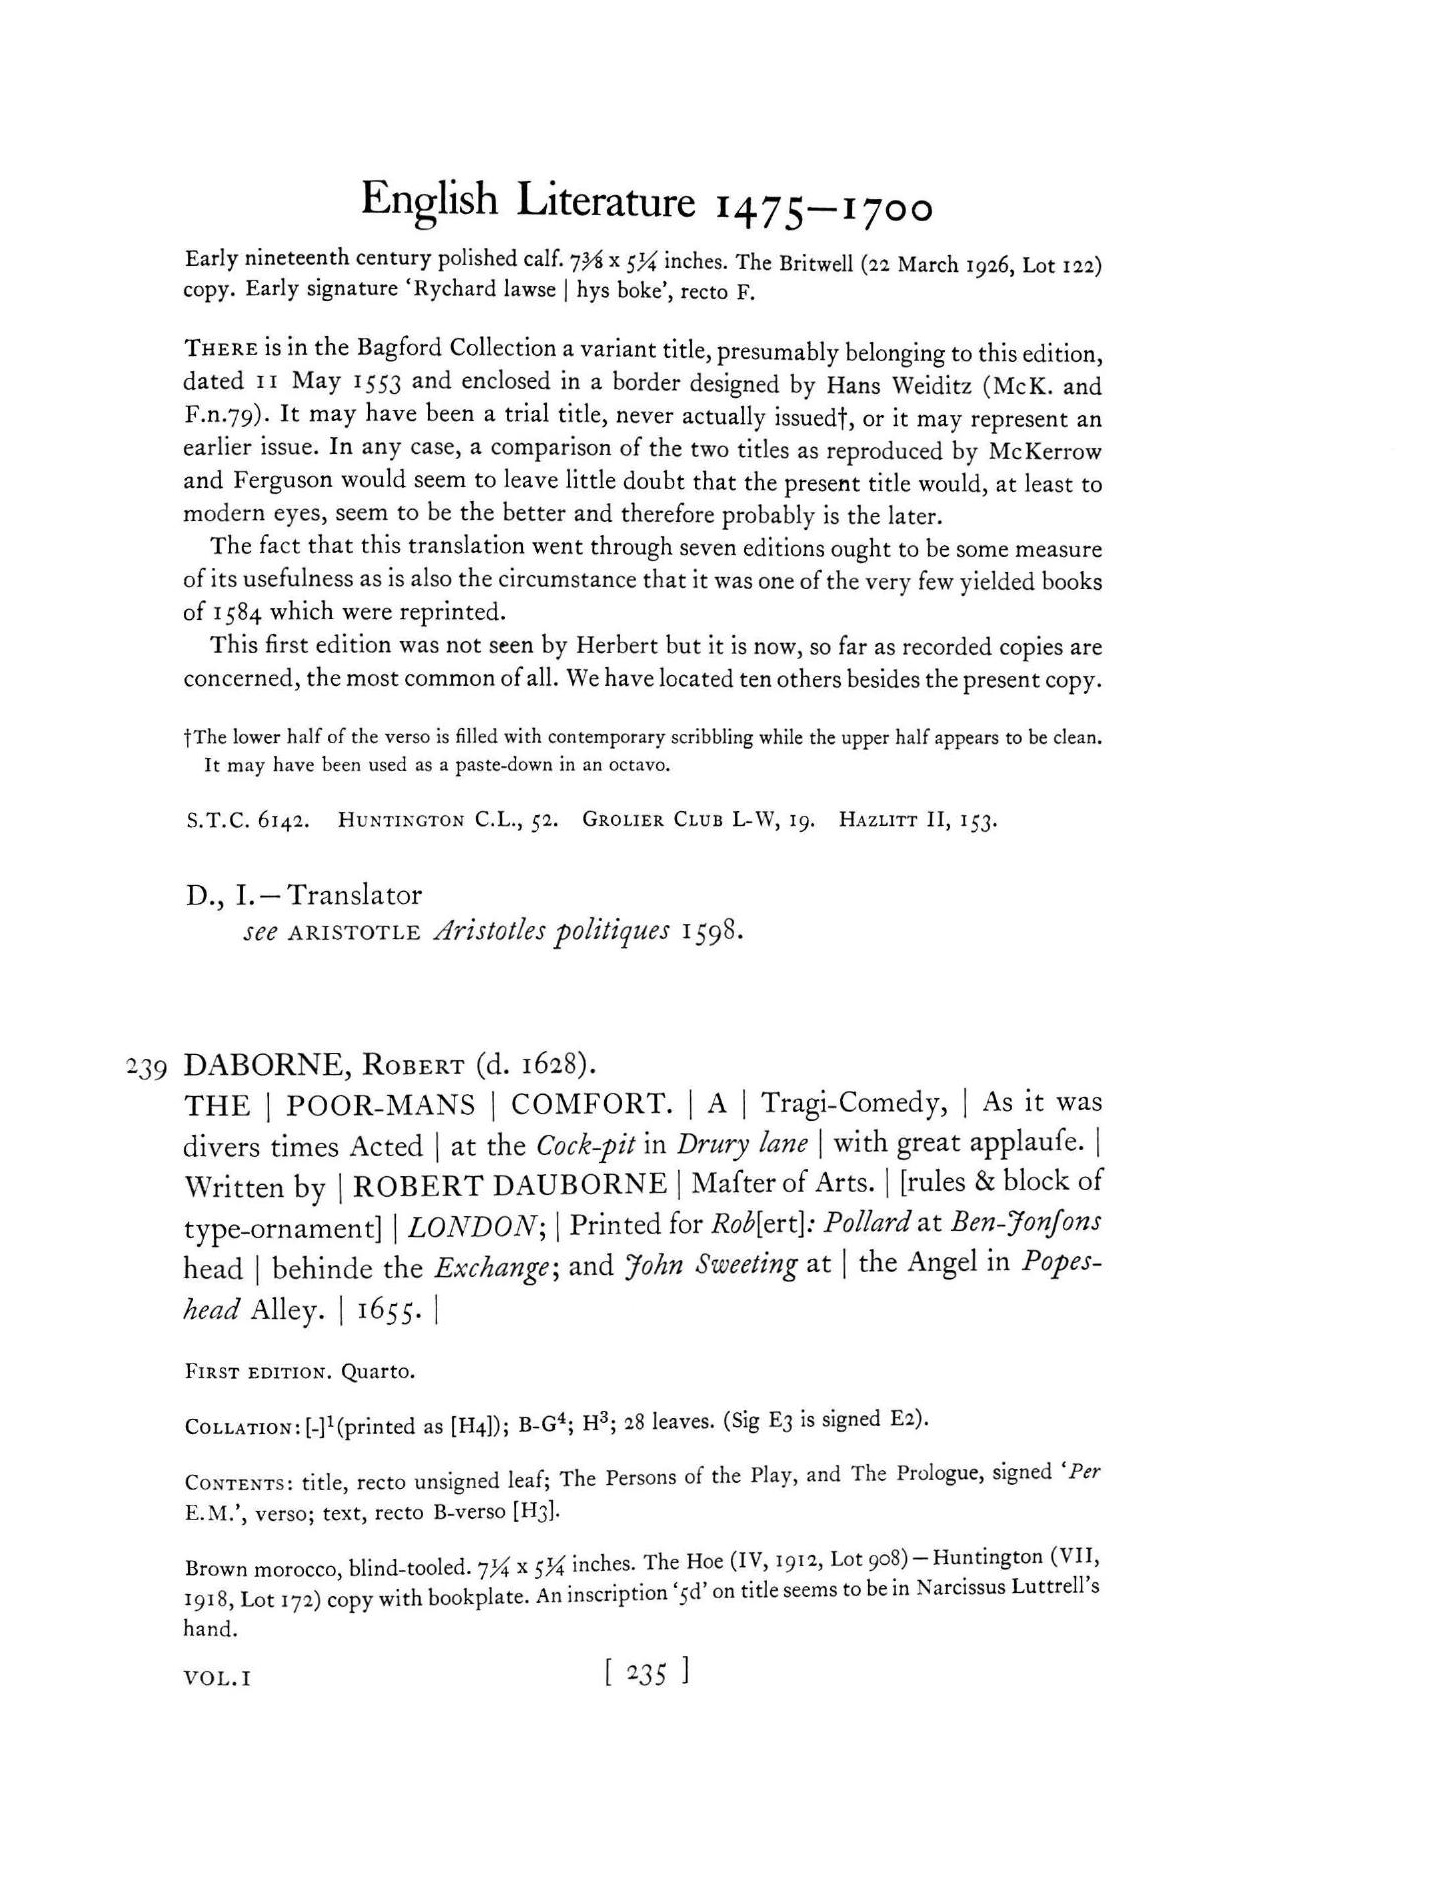 English Literature 1475–1700
Early nineteenth century polished calf. 7⅜ x 5¼ inches. The Britwell (22 March 1926, Lot 122)
copy. Early signature ‘Rychard lawse | hys boke’, recto F.
THERE is in the Bagford Collection a variant title, presumably belonging to this edition,
dated 11 May 1553 and enclosed in a border designed by Hans Weiditz (McK. and
F.n.79). It may have been a trial title, never actually issued†, or it may represent an
earlier issue. In any case, a comparison of the two titles as reproduced by McKerrow
and Ferguson would seem to leave little doubt that the present title would, at least to
modern eyes, seem to be the better and therefore probably is the later.
The fact that this translation went through seven editions ought to be some measure
of its usefulness as is also the circumstance that it was one of the very few yielded books
of 1584 which were reprinted.
This first edition was not seen by Herbert but it is now, so far as recorded copies are
concerned, the most common of all. We have located ten others besides the present copy.
†The lower half of the verso is filled with contemporary scribbling while the upper half appears to be clean.
It may have been used as a paste-down in an octavo.
S.T.C. 6142. HUNTINGTON C.L., 52. GROLIER CLUB L-W, 19. HAZLITT II, 153.
D., I.—Translator
see ARISTOTLE Aristotles politiques 1598.
239 DABORNE, ROBERT (d. 1628).
THE | POOR-MANS | COMFORT. | A | Tragi-Comedy, | As it was
divers times Acted | at the Cock-pit in Drury lane | with great applauſe. |
Written by | ROBERT DAUBORNE | Maſter of Arts. | [rules & block of
type-ornament] | LONDON; | Printed for Rob[ert]: Pollard at Ben-Jonſons
head | behinde the Exchange; and John Sweeting at | the Angel in Popes-
head Alley. | 1655. |
FIRST EDITION. Quarto.
COLLATION: [-]¹(printed as [H4]); B-G⁴; H³; 28 leaves. (Sig E3 is signed E2).
CONTENTS: title, recto unsigned leaf; The Persons of the Play, and The Prologue, signed ‘Per
E.M.’, verso; text, recto B-verso [H3].
Brown morocco, blind-tooled. 7¼ x 5¼ inches. The Hoe (IV, 1912, Lot 908)—Huntington (VII,
1918, Lot 172) copy with bookplate. An inscription ‘5d’ on title seems to be in Narcissus Luttrell’s
hand.
VOL.I [ 235 ]